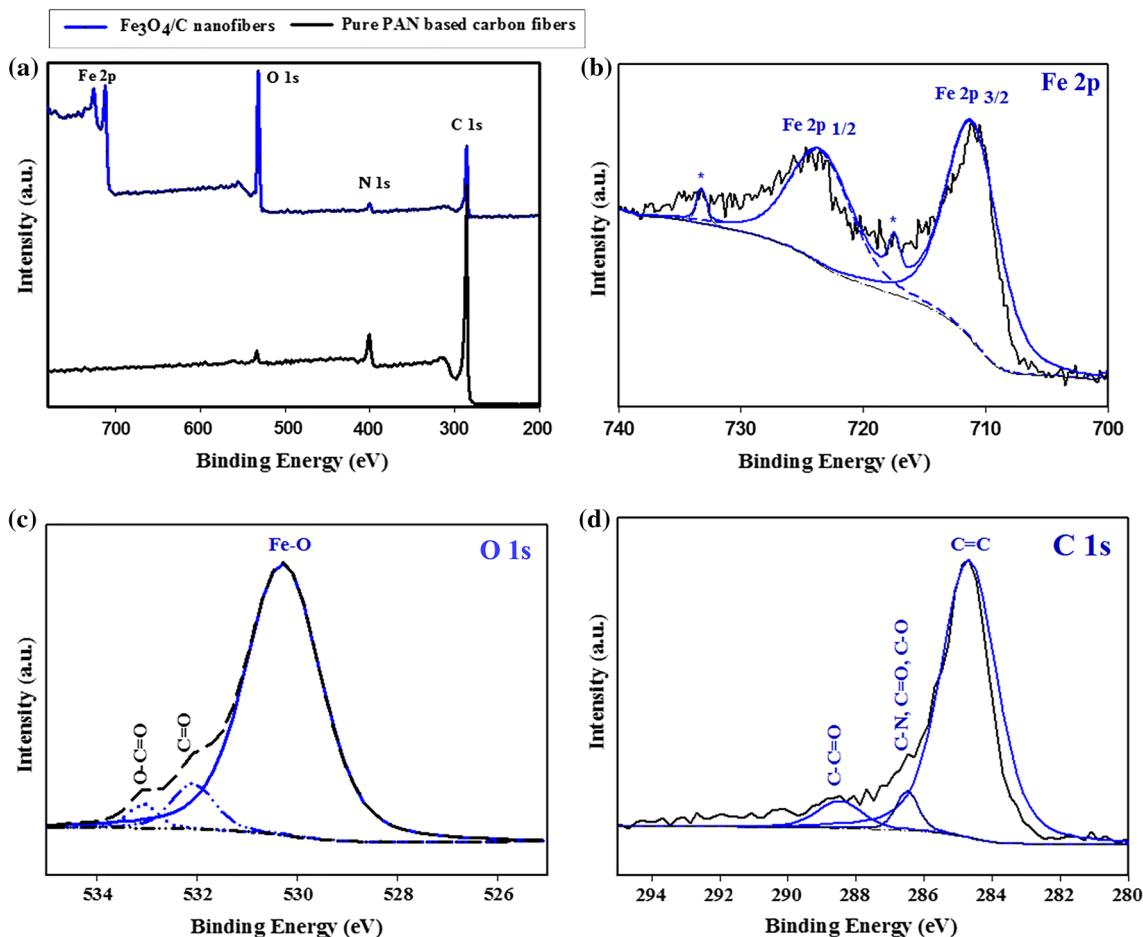 Fe3O4/C nanofibers
Pure PAN based carbon fibers
(a)
Fe 2p
O 1s
N 1s
C 1s
Intensity (a.u.)
700 600 500 400 300 200
Binding Energy (eV)
(b)
Fe 2p
Fe 2p 3/2
Fe 2p 1/2
*
*
Intensity (a.u.)
740 730 720 710 700
Binding Energy (eV)
(c)
Fe-O
O 1s
O-C=O
C=O
Intensity (a.u.)
534 532 530 528 526
Binding Energy (eV)
(d)
C=C
C 1s
C-N, C=O, C-O
C-C=O
Intensity (a.u.)
294 292 290 288 286 284 282 280
Binding Energy (eV)